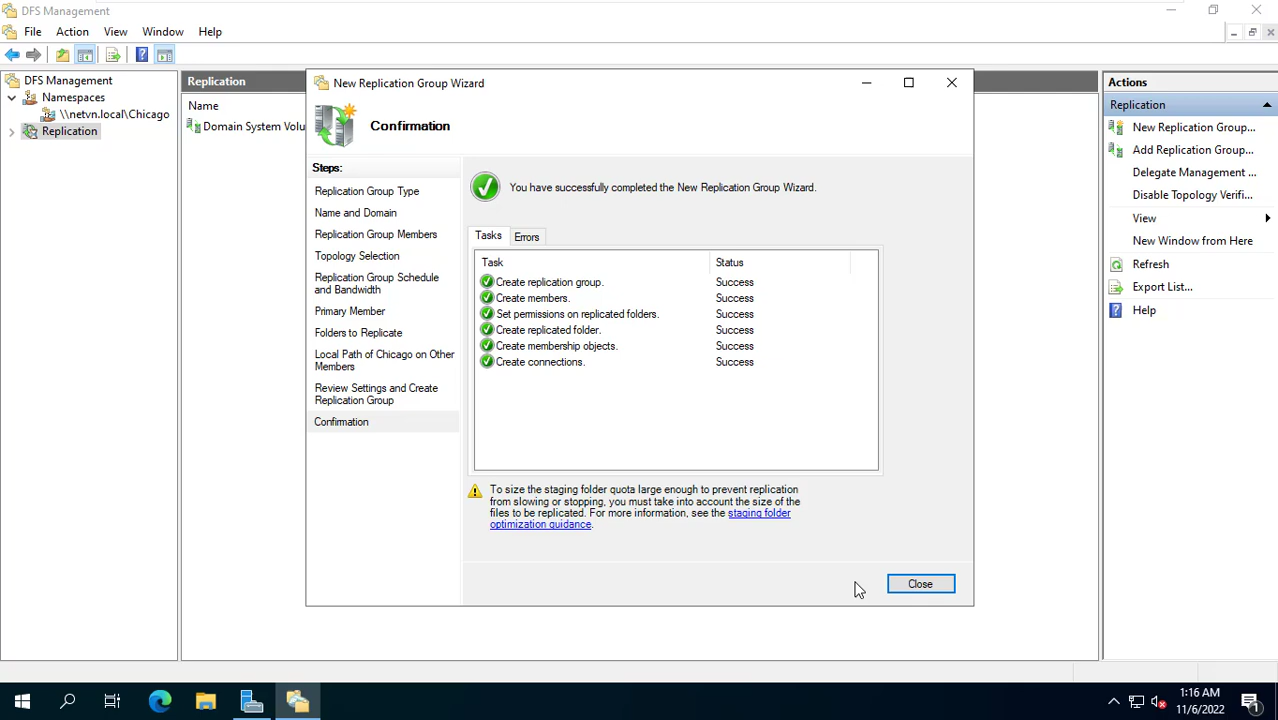 DFS Management
File Action View Window Help
DFS Management
Namespaces
\\netvn.local\Chicago
Replication
Replication
Name
Domain System Volu
New Replication Group Wizard
Confirmation
Steps:
Replication Group Type
Name and Domain
Replication Group Members
Topology Selection
Replication Group Schedule
and Bandwidth
Primary Member
Folders to Replicate
Local Path of Chicago on Other
Members
Review Settings and Create
Replication Group
Confirmation
You have successfully completed the New Replication Group Wizard.
Tasks Errors
Task Status
Create replication group. Success
Create members. Success
Set permissions on replicated folders. Success
Create replicated folder. Success
Create membership objects. Success
Create connections. Success
To size the staging folder quota large enough to prevent replication
from slowing or stopping, you must take into account the size of the
files to be replicated. For more information, see the staging folder
optimization guidance.
Close
Actions
Replication
New Replication Group...
Add Replication Group...
Delegate Management ...
Disable Topology Verifi...
View
New Window from Here
Refresh
Export List...
Help
1:16 AM
11/6/2022
1